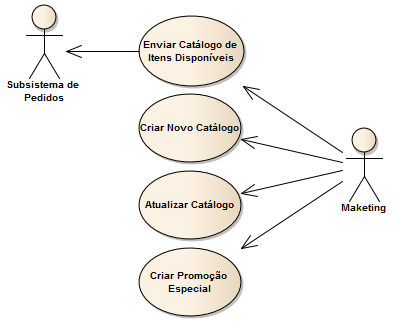 Enviar Catálogo de
Itens Disponíveis
Subsistema de
Pedidos
Criar Novo Catálogo
Atualizar Catálogo
Maketing
Criar Promoção
Especial